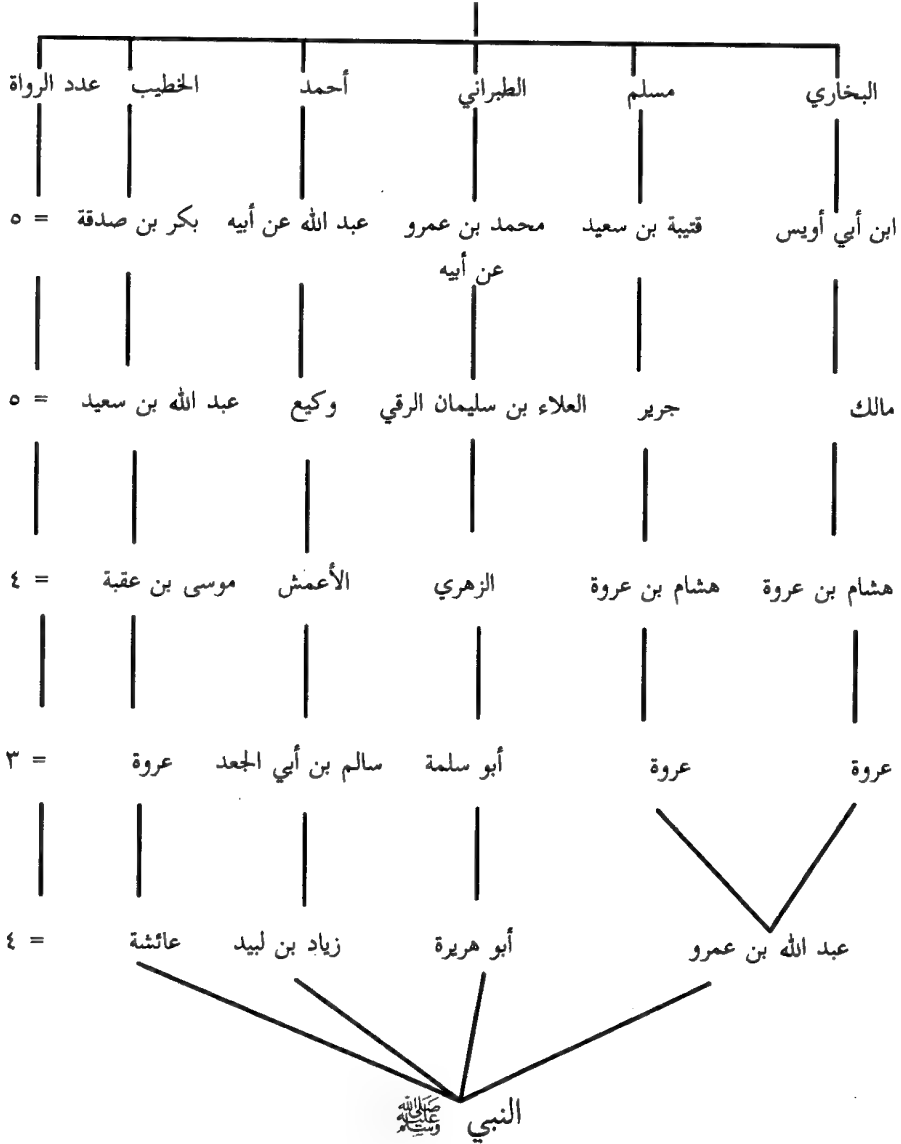 البخاري مسلم الطبراني أحمد الخطيب عدد الرواة
ابن أبي أويس قتيبة بن سعيد محمد بن عمرو عبد الله عن أبيه بكر بن صدقة = ٥
عن أبيه
مالك جرير العلاء بن سليمان الرقي وكيع عبد الله بن سعيد = ٥
هشام بن عروة هشام بن عروة الزهري الأعمش موسى بن عقبة = ٤
عروة عروة أبو سلمة سالم بن أبي الجعد عروة = ٣
عبد الله بن عمرو أبو هريرة زياد بن لبيد عائشة = ٤
النبي ﷺ